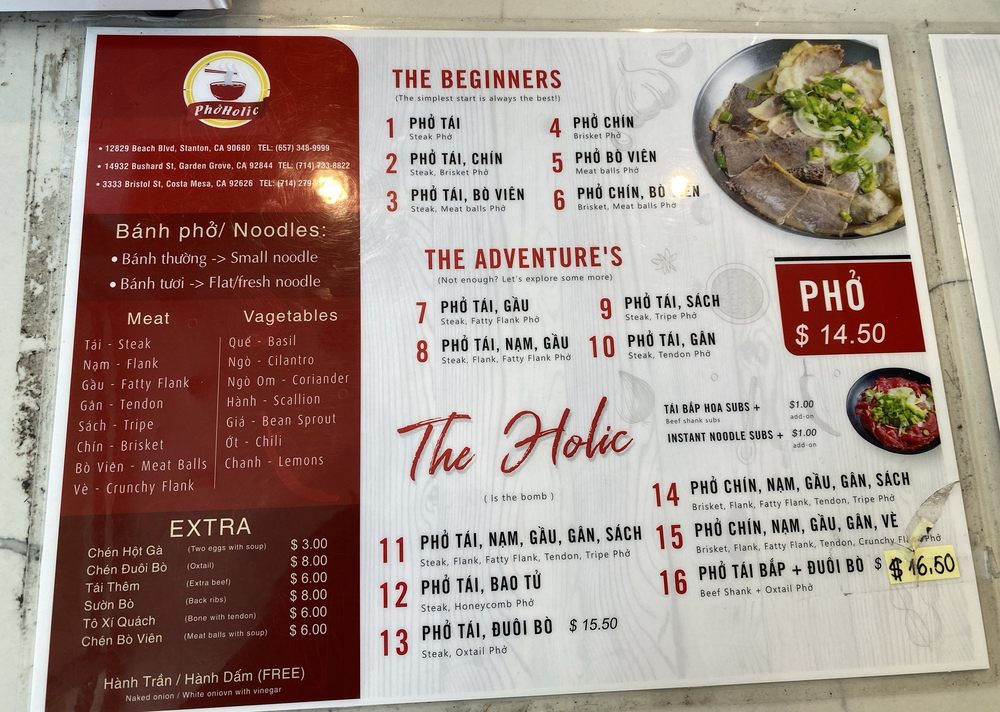 PhởHolic
• 12829 Beach Blvd, Stanton, CA 90680 TEL: (657) 348-9999
• 14932 Bushard St, Garden Grove, CA 92844 TEL: (714) 733-8822
• 3333 Bristol St, Costa Mesa, CA 92626 TEL: (714)
Bánh phở/ Noodles:
• Bánh thường -> Small noodle
• Bánh tươi -> Flat/fresh noodle
Meat
Tái - Steak
Nạm - Flank
Gầu - Fatty Flank
Gân - Tendon
Sách - Tripe
Chín - Brisket
Bò Viên - Meat Balls
Vè - Crunchy Flank
Vagetables
Quế - Basil
Ngò - Cilantro
Ngò Om - Coriander
Hành - Scallion
Giá - Bean Sprout
Ớt - Chili
Chanh - Lemons
EXTRA
Chén Hột Gà (Two eggs with soup) $ 3.00
Chén Đuôi Bò (Oxtail) $ 8.00
Tái Thêm (Extra beef) $ 6.00
Sườn Bò (Back ribs) $ 8.00
Tô Xí Quách (Bone with tendon) $ 6.00
Chén Bò Viên (Meat balls with soup) $ 6.00
Hành Trần / Hành Dấm (FREE)
Naked onion / White oniovn with vinegar
THE BEGINNERS
(The simplest start is always the best!)
1 PHỞ TÁI
Steak Phở
2 PHỞ TÁI, CHÍN
Steak, Brisket Phở
3 PHỞ TÁI, BÒ VIÊN
Steak, Meat balls Phở
4 PHỞ CHÍN
Brisket Phở
5 PHỞ BÒ VIÊN
Meat balls Phở
6 PHỞ CHÍN, BÒ VIÊN
Brisket, Meat balls Phở
THE ADVENTURE'S
(Not enough? Let's explore some more)
7 PHỞ TÁI, GẦU
Steak, Fatty Flank Phở
8 PHỞ TÁI, NẠM, GẦU
Steak, Flank, Fatty Flank Phở
9 PHỞ TÁI, SÁCH
Steak, Tripe Phở
10 PHỞ TÁI, GÂN
Steak, Tendon Phở
PHỞ
$ 14.50
TÁI BẮP HOA SUBS + $1.00
Beef shank subs add-on
INSTANT NOODLE SUBS + $1.00
add-on
The Holic
( Is the bomb )
11 PHỞ TÁI, NẠM, GẦU, GÂN, SÁCH
Steak, Flank, Fatty Flank, Tendon, Tripe Phở
12 PHỞ TÁI, BAO TỬ
Steak, Honeycomb Phở
13 PHỞ TÁI, ĐUÔI BÒ $ 15.50
Steak, Oxtail Phở
14 PHỞ CHÍN, NẠM, GẦU, GÂN, SÁCH
Brisket, Flank, Fatty Flank, Tendon, Tripe Phở
15 PHỞ CHÍN, NẠM, GẦU, GÂN, VÈ
Brisket, Flank, Fatty Flank, Tendon, Crunchy Flank Phở
16 PHỞ TÁI BẮP + ĐUÔI BÒ $ $ 16.50
Beef Shank + Oxtail Phở